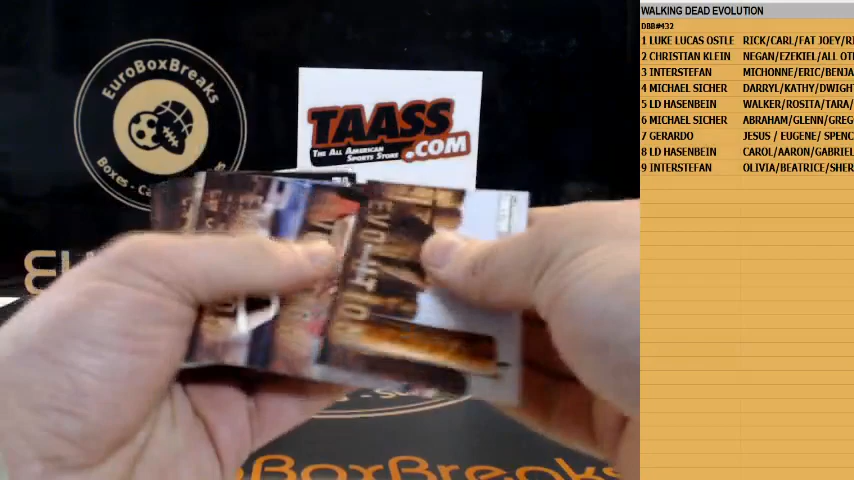 EuroBoxBreaks
TAASS
.COM
THE ALL AMERICAN
SPORTS STORE
EVOLUTION
BoxBreaks
WALKING DEAD EVOLUTION
DBB#432
1 LUKE LUCAS OSTLE RICK/CARL/FAT JOEY/RI
2 CHRISTIAN KLEIN NEGAN/EZEKIEL/ALL OT
3 INTERSTEFAN MICHONNE/ERIC/BENJA
4 MICHAEL SICHER DARRYL/KATHY/DWIGH
5 LD HASENBEIN WALKER/ROSITA/TARA/
6 MICHAEL SICHER ABRAHAM/GLENN/GREG
7 GERARDO JESUS / EUGENE/ SPENC
8 LD HASENBEIN CAROL/AARON/GABRIEL
9 INTERSTEFAN OLIVIA/BEATRICE/SHER